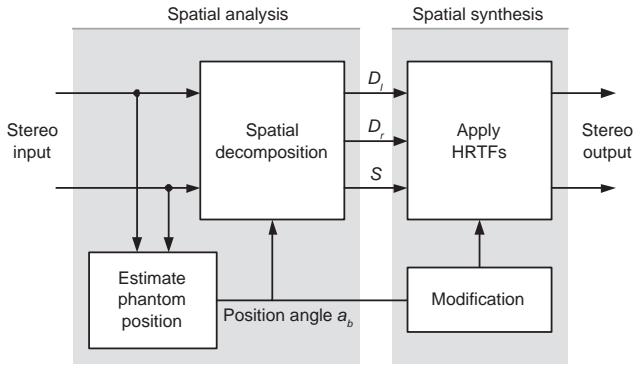 Spatial analysis
Spatial synthesis
Stereo
input
Spatial
decomposition
D_l
D_r
S
Apply
HRTFs
Stereo
output
Estimate
phantom
position
Position angle a_b
Modification